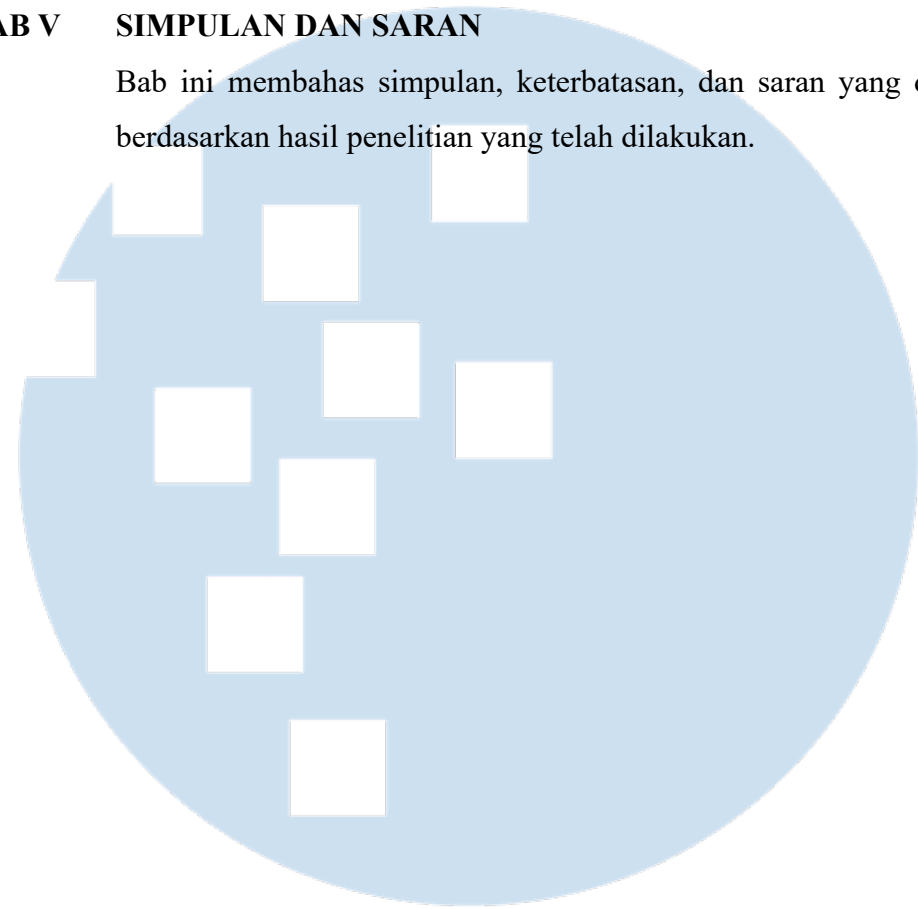 AB V SIMPULAN DAN SARAN
Bab ini membahas simpulan, keterbatasan, dan saran yang
berdasarkan hasil penelitian yang telah dilakukan.